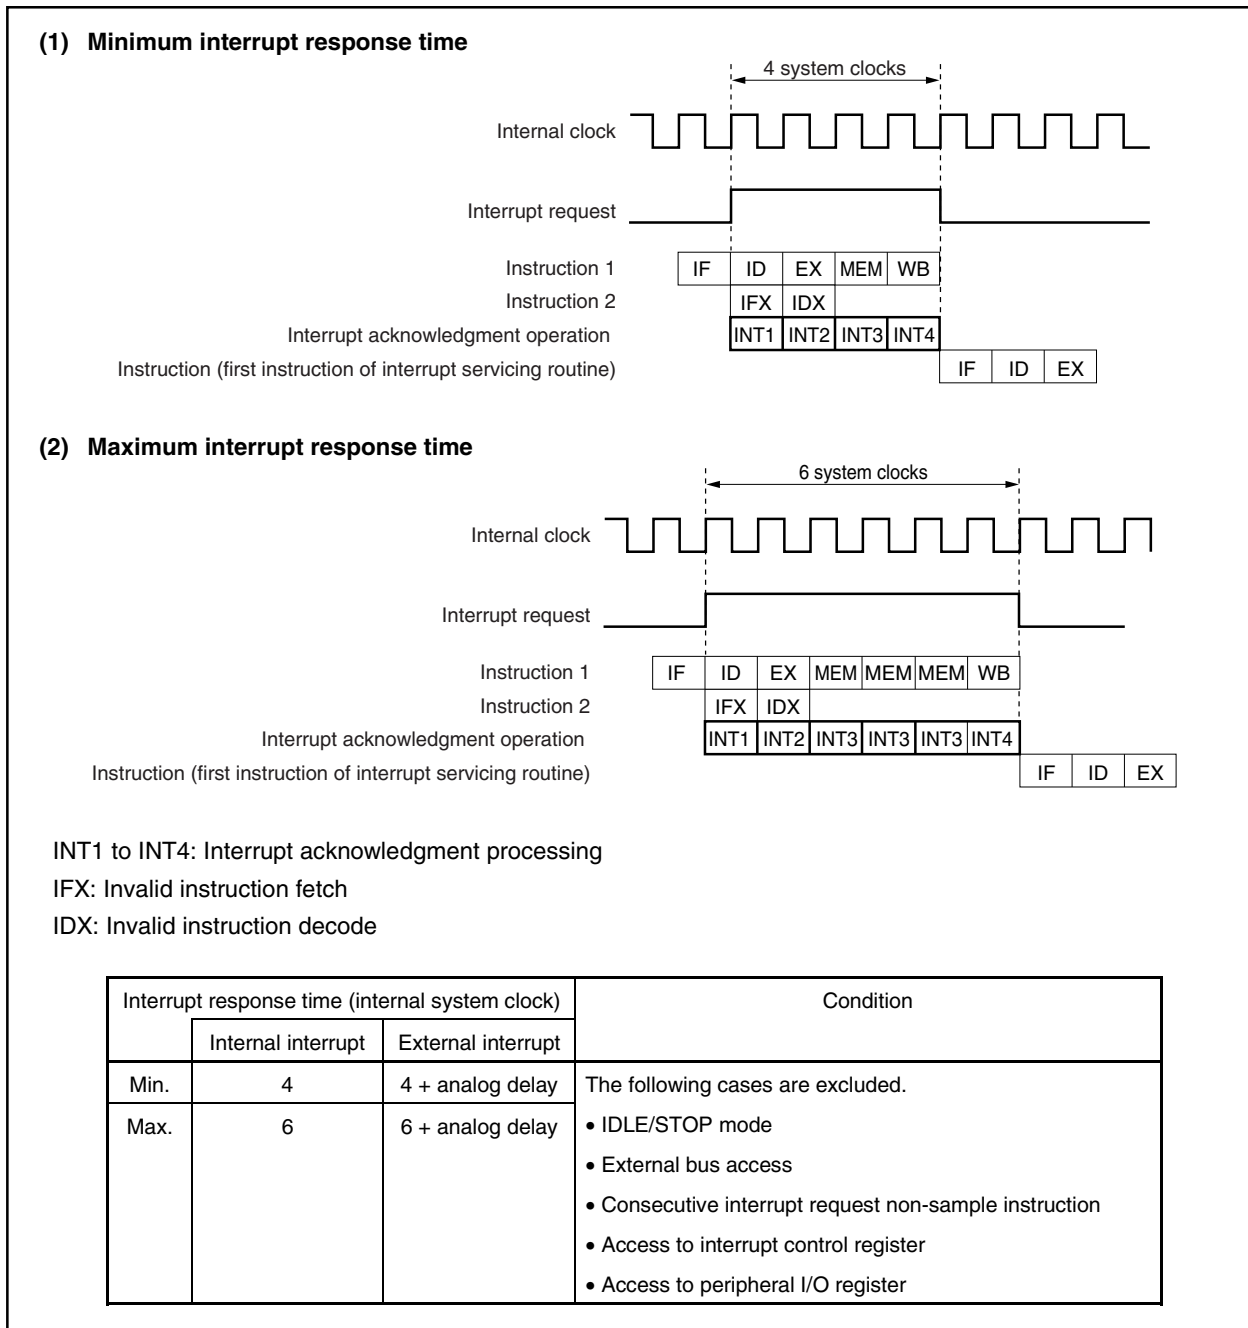 (1) Minimum interrupt response time
4 system clocks
Internal clock
Interrupt request
Instruction 1 IF ID EX MEM WB
Instruction 2 IFX IDX
Interrupt acknowledgment operation INT1 INT2 INT3 INT4
Instruction (first instruction of interrupt servicing routine) IF ID EX
(2) Maximum interrupt response time
6 system clocks
Internal clock
Interrupt request
Instruction 1 IF ID EX MEM MEM MEM WB
Instruction 2 IFX IDX
Interrupt acknowledgment operation INT1 INT2 INT3 INT3 INT3 INT4
Instruction (first instruction of interrupt servicing routine) IF ID EX
INT1 to INT4: Interrupt acknowledgment processing
IFX: Invalid instruction fetch
IDX: Invalid instruction decode
Interrupt response time (internal system clock) Condition
Internal interrupt External interrupt
Min. 4 4 + analog delay The following cases are excluded.
Max. 6 6 + analog delay • IDLE/STOP mode
• External bus access
• Consecutive interrupt request non-sample instruction
• Access to interrupt control register
• Access to peripheral I/O register